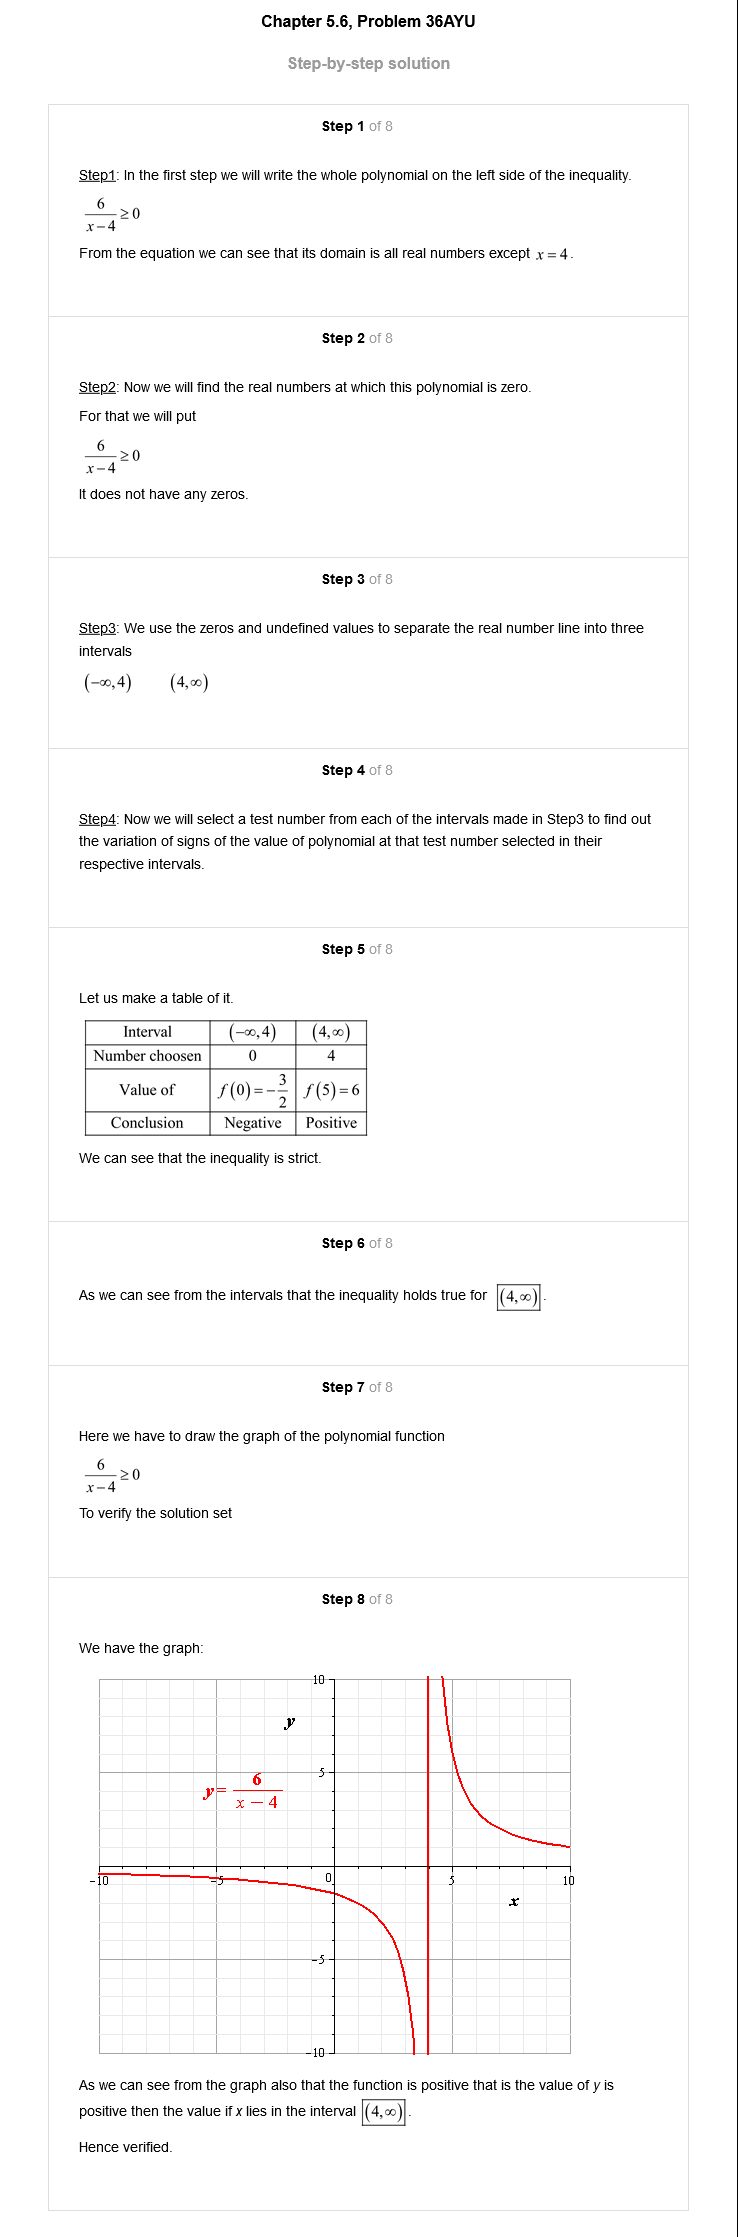 Chapter 5.6, Problem 36AYU
Step-by-step solution
Step 1 of 8
Step1: In the first step we will write the whole polynomial on the left side of the inequality.
6
x − 4
≥ 0
From the equation we can see that its domain is all real numbers except x = 4.
Step 2 of 8
Step2: Now we will find the real numbers at which this polynomial is zero.
For that we will put
6
x − 4
≥ 0
It does not have any zeros.
Step 3 of 8
Step3: We use the zeros and undefined values to separate the real number line into three
intervals
(−∞, 4) (4, ∞)
Step 4 of 8
Step4: Now we will select a test number from each of the intervals made in Step3 to find out
the variation of signs of the value of polynomial at that test number selected in their
respective intervals.
Step 5 of 8
Let us make a table of it.
Interval (−∞, 4) (4, ∞)
Number choosen 0 4
Value of f(0) = −3/2 f(5) = 6
Conclusion Negative Positive
We can see that the inequality is strict.
Step 6 of 8
As we can see from the intervals that the inequality holds true for (4, ∞).
Step 7 of 8
Here we have to draw the graph of the polynomial function
6
x − 4
≥ 0
To verify the solution set
Step 8 of 8
We have the graph:
10
y
5
y = 6
x − 4
−10 −5 0 5 10
x
−5
−10
As we can see from the graph also that the function is positive that is the value of y is
positive then the value if x lies in the interval (4, ∞).
Hence verified.